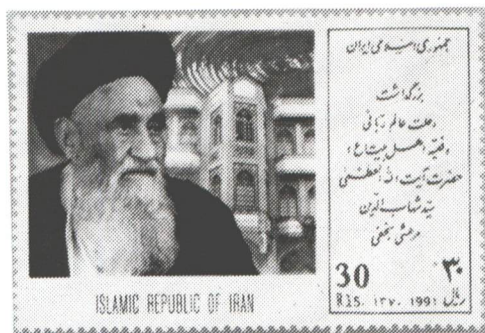 جمهوری اسلامی ایران
بزرگداشت
رحلت عالم ربانی
و فقیه اهل بیت (ع)
حضرت آیت الله العظمی
سید شهاب الدین
مرعشی نجفی
30 ۳۰
RLS. ۱۳۷۰ 1991 ریال
ISLAMIC REPUBLIC OF IRAN